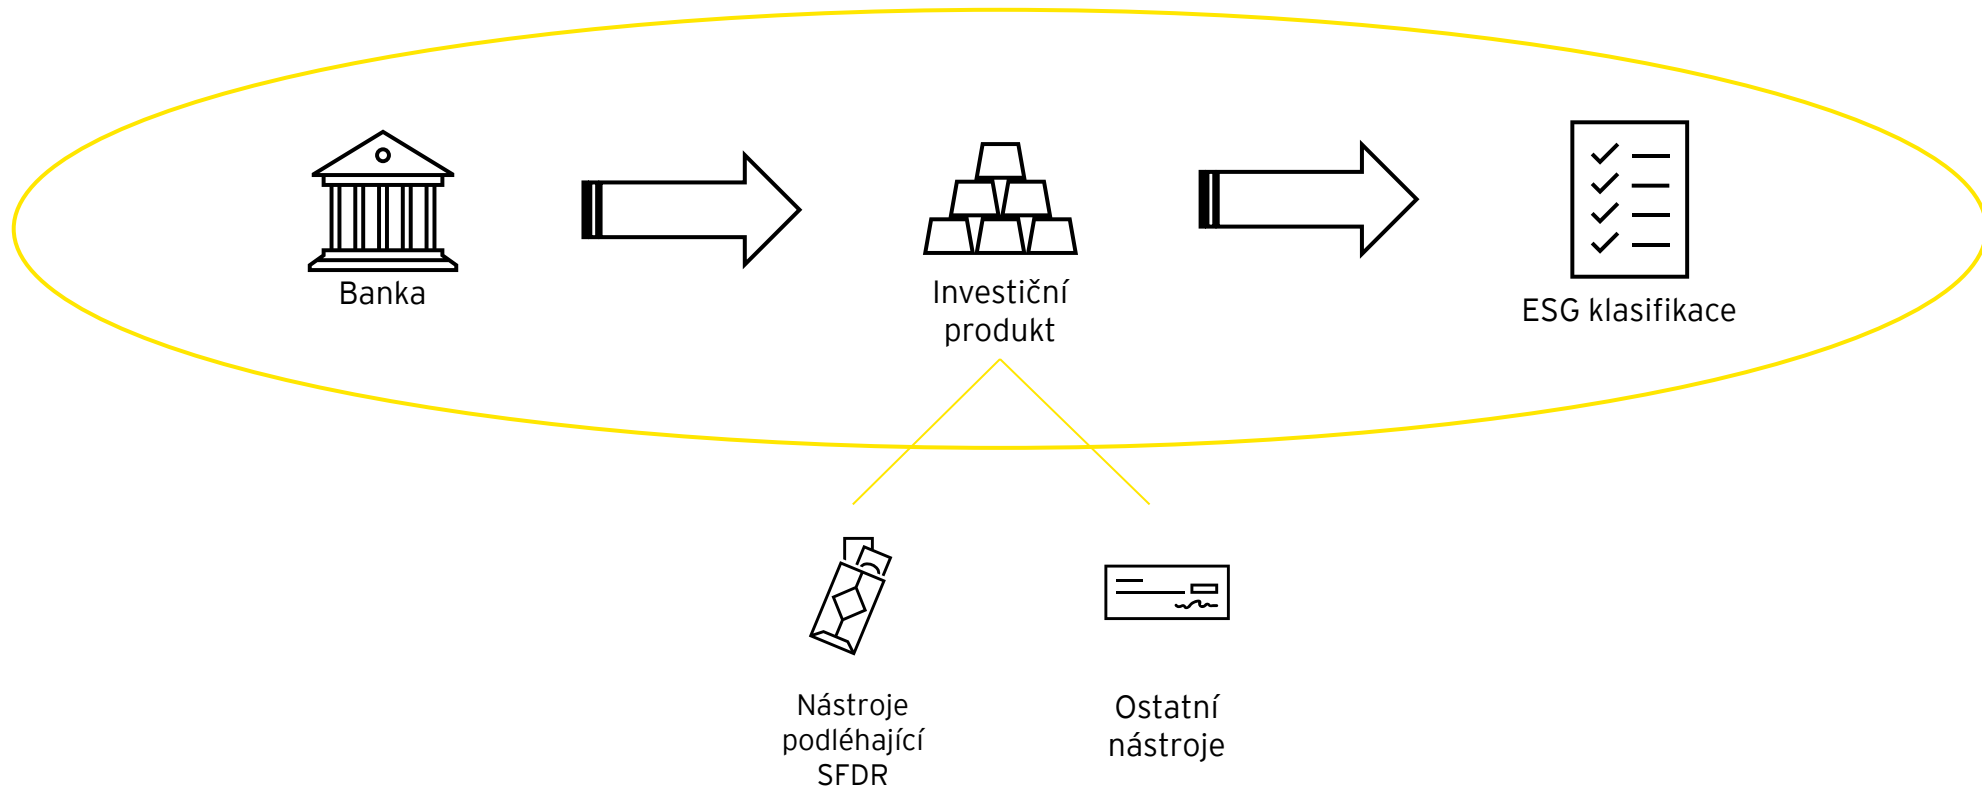 Banka
Investiční
produkt
ESG klasifikace
Nástroje
podléhající
SFDR
Ostatní
nástroje